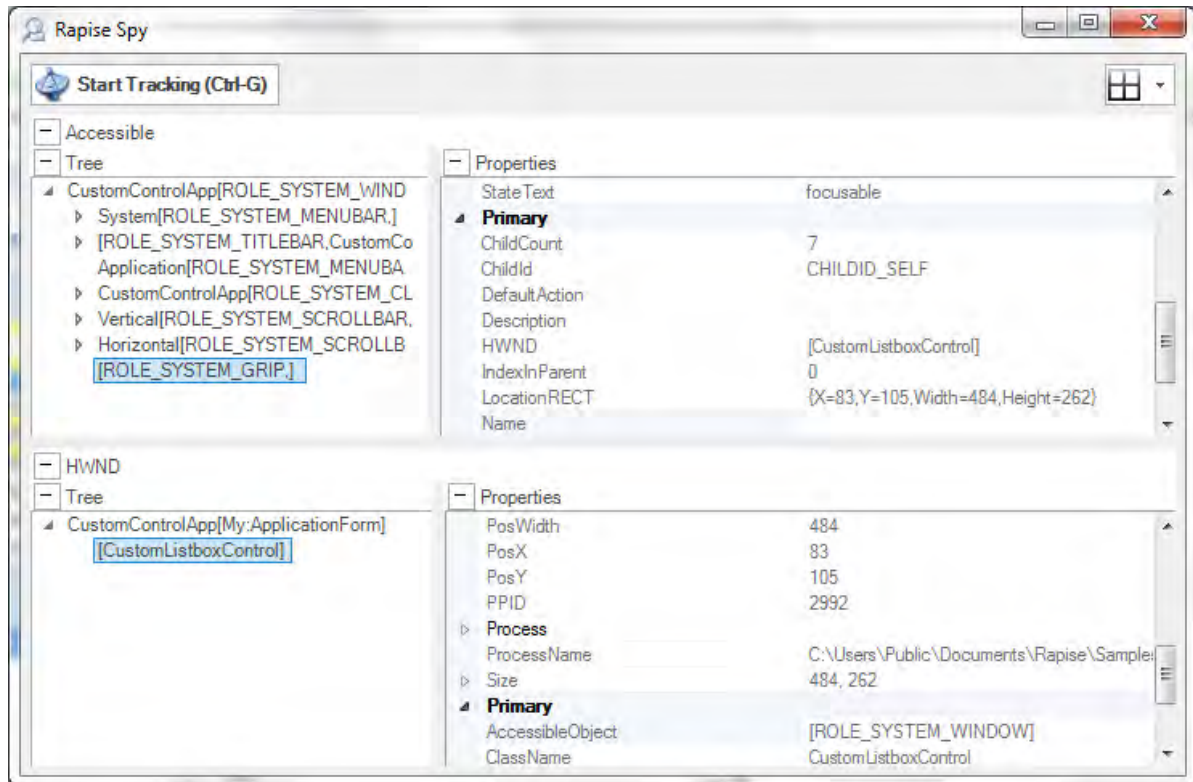 Rapise Spy
Start Tracking (Ctrl-G)
Accessible
Tree
CustomControlApp[ROLE_SYSTEM_WIND
System[ROLE_SYSTEM_MENUBAR,]
[ROLE_SYSTEM_TITLEBAR,CustomCo
Application[ROLE_SYSTEM_MENUBA
CustomControlApp[ROLE_SYSTEM_CL
Vertical[ROLE_SYSTEM_SCROLLBAR,
Horizontal[ROLE_SYSTEM_SCROLLB
[ROLE_SYSTEM_GRIP,]
Properties
StateText focusable
Primary
ChildCount 7
ChildId CHILDID_SELF
DefaultAction
Description
HWND [CustomListboxControl]
IndexInParent 0
LocationRECT {X=83,Y=105,Width=484,Height=262}
Name
HWND
Tree
CustomControlApp[My:ApplicationForm]
[CustomListboxControl]
Properties
PosWidth 484
PosX 83
PosY 105
PPID 2992
Process
ProcessName C:\Users\Public\Documents\Rapise\Samples
Size 484, 262
Primary
AccessibleObject [ROLE_SYSTEM_WINDOW]
ClassName CustomListboxControl